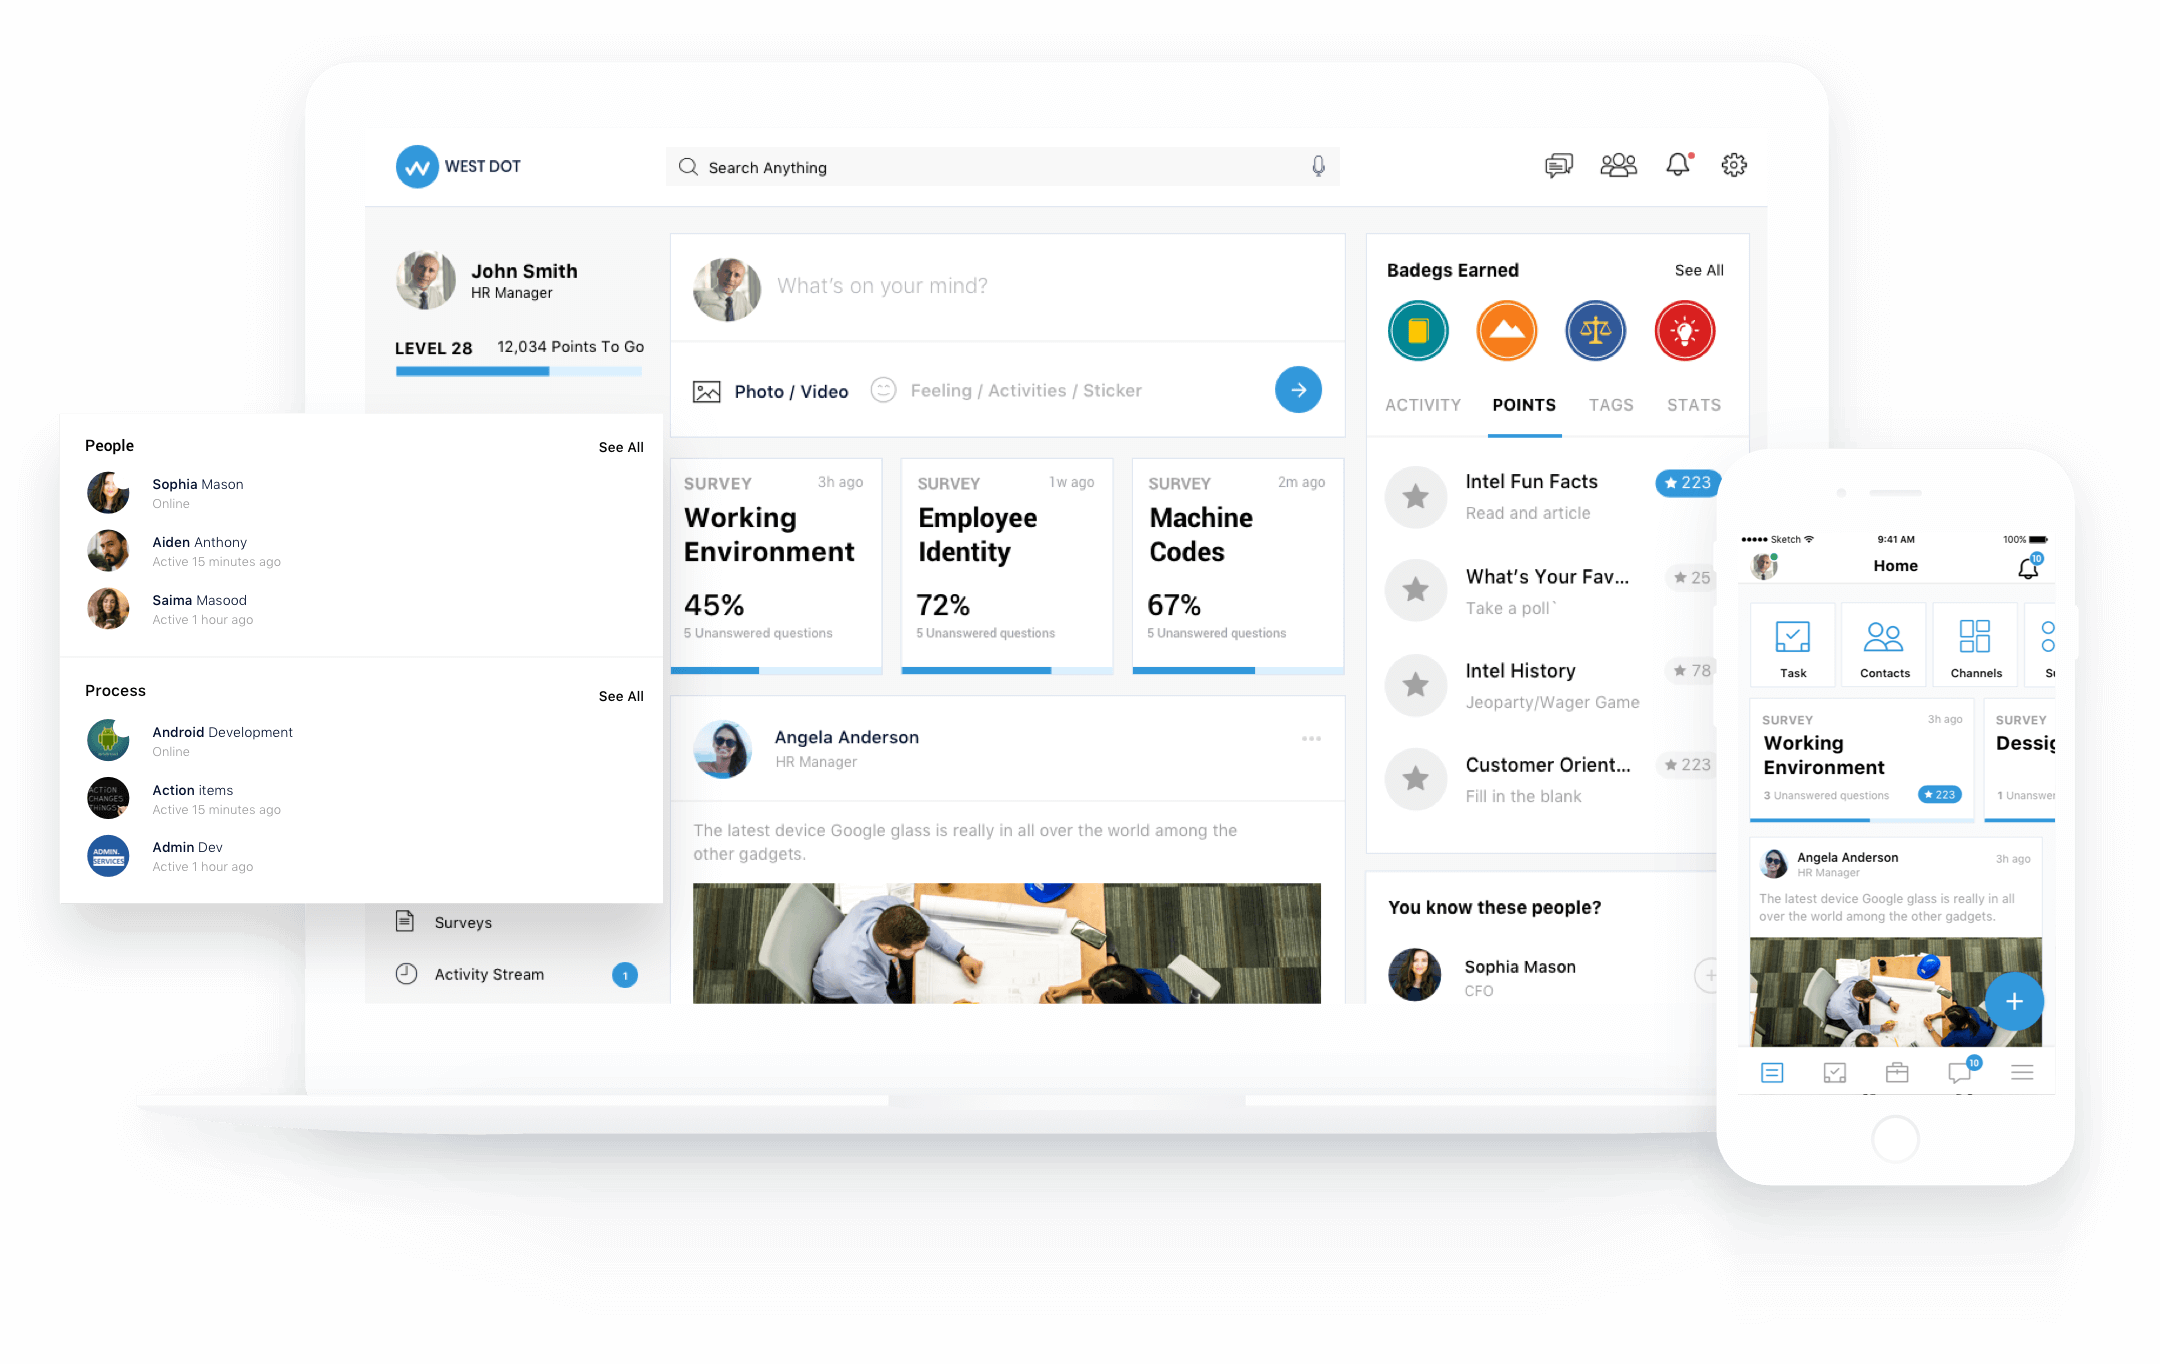 WEST DOT
Search Anything
John Smith
HR Manager
LEVEL 28 12,034 Points To Go
People See All
Sophia Mason
Online
Aiden Anthony
Active 15 minutes ago
Saima Masood
Active 1 hour ago
Process See All
Android Development
Online
ACTION
CHANGES
THINGS
Action items
Active 15 minutes ago
ADMIN.
SERVICES
Admin Dev
Active 1 hour ago
Surveys
Activity Stream 1
What's on your mind?
Photo / Video Feeling / Activities / Sticker
SURVEY 3h ago
Working
Environment
45%
5 Unanswered questions
SURVEY 1w ago
Employee
Identity
72%
5 Unanswered questions
SURVEY 2m ago
Machine
Codes
67%
5 Unanswered questions
Angela Anderson
HR Manager
The latest device Google glass is really in all over the world among the
other gadgets.
Badegs Earned See All
ACTIVITY POINTS TAGS STATS
Intel Fun Facts 223
Read and article
What's Your Fav... 25
Take a poll`
Intel History 78
Jeoparty/Wager Game
Customer Orient... 223
Fill in the blank
You know these people?
Sophia Mason
CFO
Sketch 9:41 AM 100%
Home 10
Task Contacts Channels Su
SURVEY 3h ago
Working
Environment
3 Unanswered questions 223
SURVEY
Dessig
1 Unanswer
Angela Anderson 3h ago
HR Manager
The latest device Google glass is really in all
over the world among the other gadgets.
10